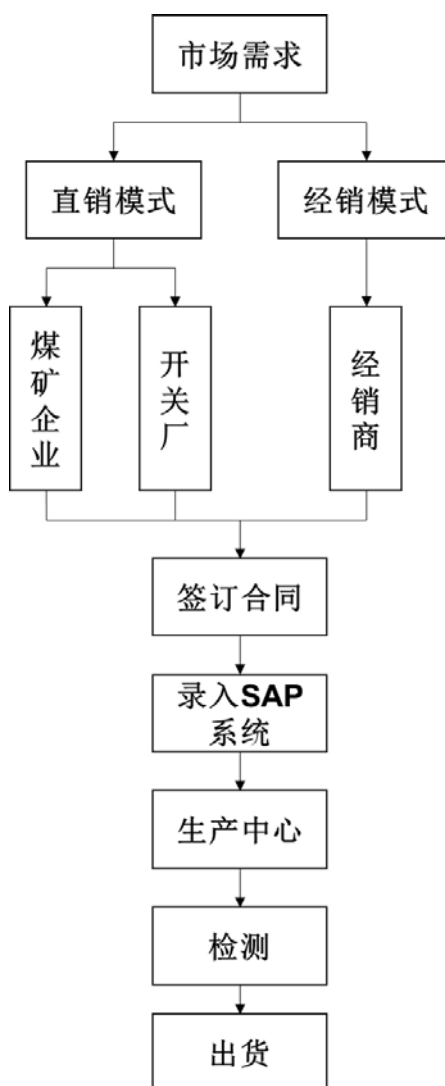 市场需求
直销模式
经销模式
煤矿企业
开关厂
经销商
签订合同
录入SAP
系统
生产中心
检测
出货